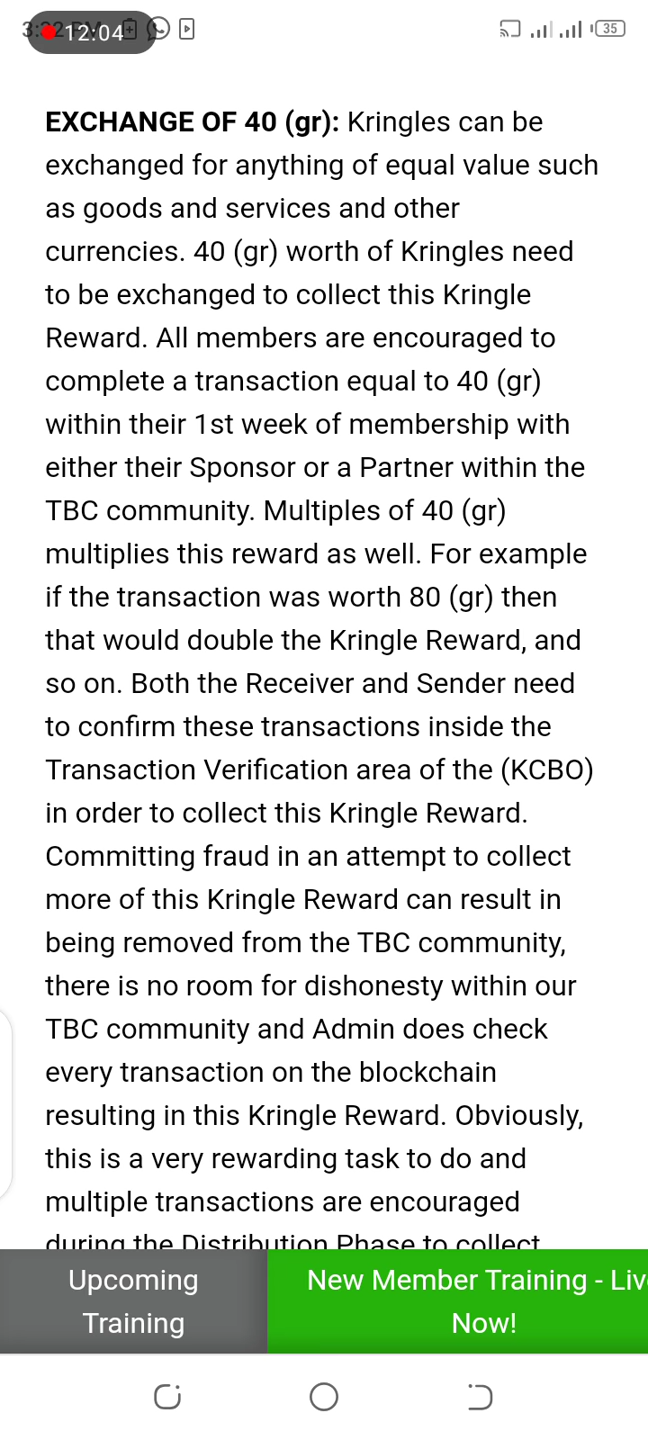 12:04
35
EXCHANGE OF 40 (gr): Kringles can be
exchanged for anything of equal value such
as goods and services and other
currencies. 40 (gr) worth of Kringles need
to be exchanged to collect this Kringle
Reward. All members are encouraged to
complete a transaction equal to 40 (gr)
within their 1st week of membership with
either their Sponsor or a Partner within the
TBC community. Multiples of 40 (gr)
multiplies this reward as well. For example
if the transaction was worth 80 (gr) then
that would double the Kringle Reward, and
so on. Both the Receiver and Sender need
to confirm these transactions inside the
Transaction Verification area of the (KCBO)
in order to collect this Kringle Reward.
Committing fraud in an attempt to collect
more of this Kringle Reward can result in
being removed from the TBC community,
there is no room for dishonesty within our
TBC community and Admin does check
every transaction on the blockchain
resulting in this Kringle Reward. Obviously,
this is a very rewarding task to do and
multiple transactions are encouraged
during the Distribution Phase to collect
Upcoming
Training
New Member Training - Liv
Now!